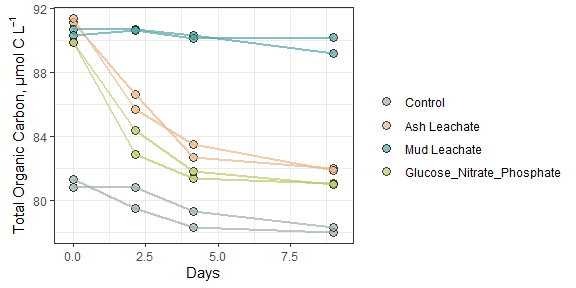 Total Organic Carbon, μmol C L⁻¹
92
88
84
80
0.0 2.5 5.0 7.5
Days
Control
Ash Leachate
Mud Leachate
Glucose_Nitrate_Phosphate